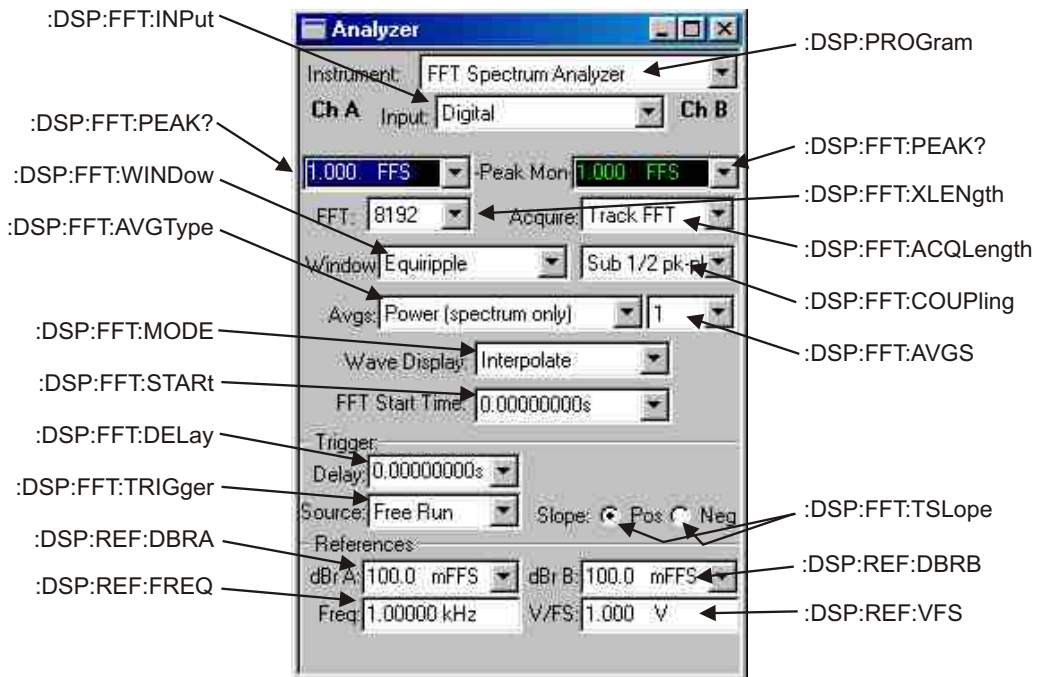 :DSP:FFT:INPut
Analyzer
:DSP:PROGram
Instrument: FFT Spectrum Analyzer
Ch A Input: Digital Ch B
:DSP:FFT:PEAK?
:DSP:FFT:PEAK?
1.000 FFS -Peak Mon- 1.000 FFS
:DSP:FFT:WINDow
:DSP:FFT:XLENgth
FFT: 8192 Acquire: Track FFT
:DSP:FFT:AVGType
:DSP:FFT:ACQLength
Window Equiripple Sub 1/2 pk-pk
:DSP:FFT:COUPling
Avgs: Power (spectrum only) 1
:DSP:FFT:MODE
:DSP:FFT:AVGS
Wave Display: Interpolate
:DSP:FFT:STARt
FFT Start Time: 0.00000000s
:DSP:FFT:DELay
Trigger
Delay: 0.00000000s
:DSP:FFT:TRIGger
Source: Free Run Slope: Pos Neg
:DSP:FFT:TSLope
:DSP:REF:DBRA
References
dBr A: 100.0 mFFS dBr B: 100.0 mFFS
:DSP:REF:DBRB
:DSP:REF:FREQ
Freq: 1.00000 kHz V/FS: 1.000 V
:DSP:REF:VFS